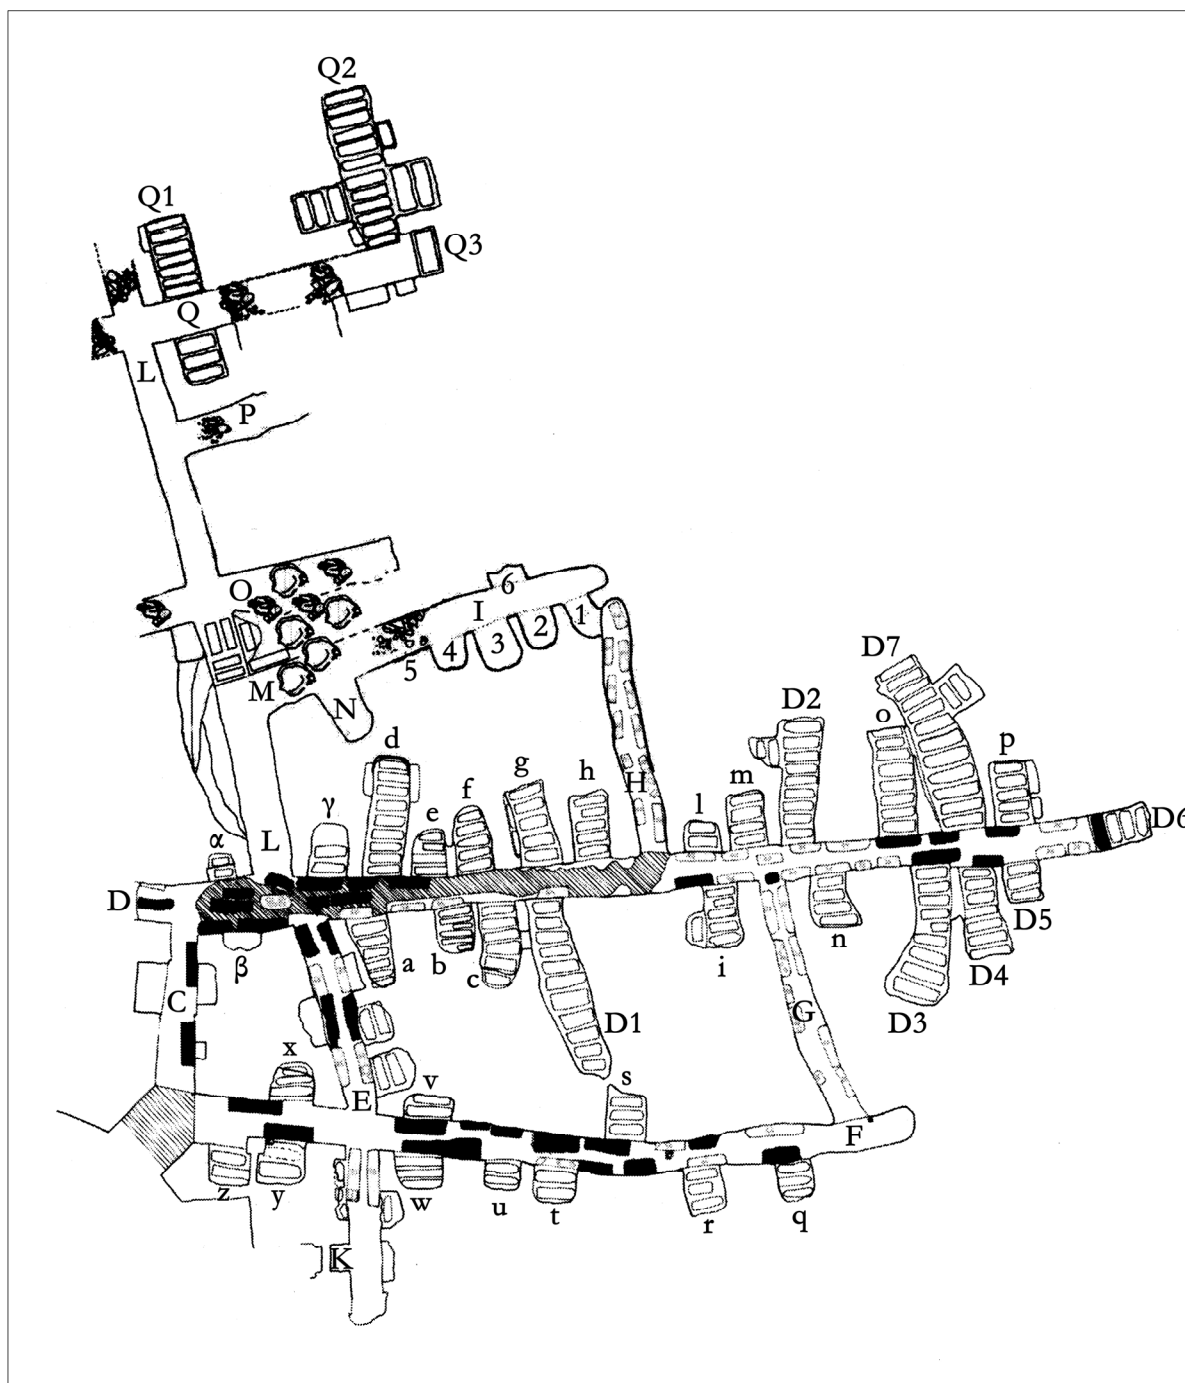 Q2
Q1
Q3
Q
L
P
O
6
I
1
2
3
4
5
M
N
D7
D2
o
d
p
g
h
H
m
f
γ
e
l
D6
α
L
D
D5
n
a
b
β
i
c
D4
C
G
D3
D1
x
s
v
E
F
z
y
w
u
t
r
q
K